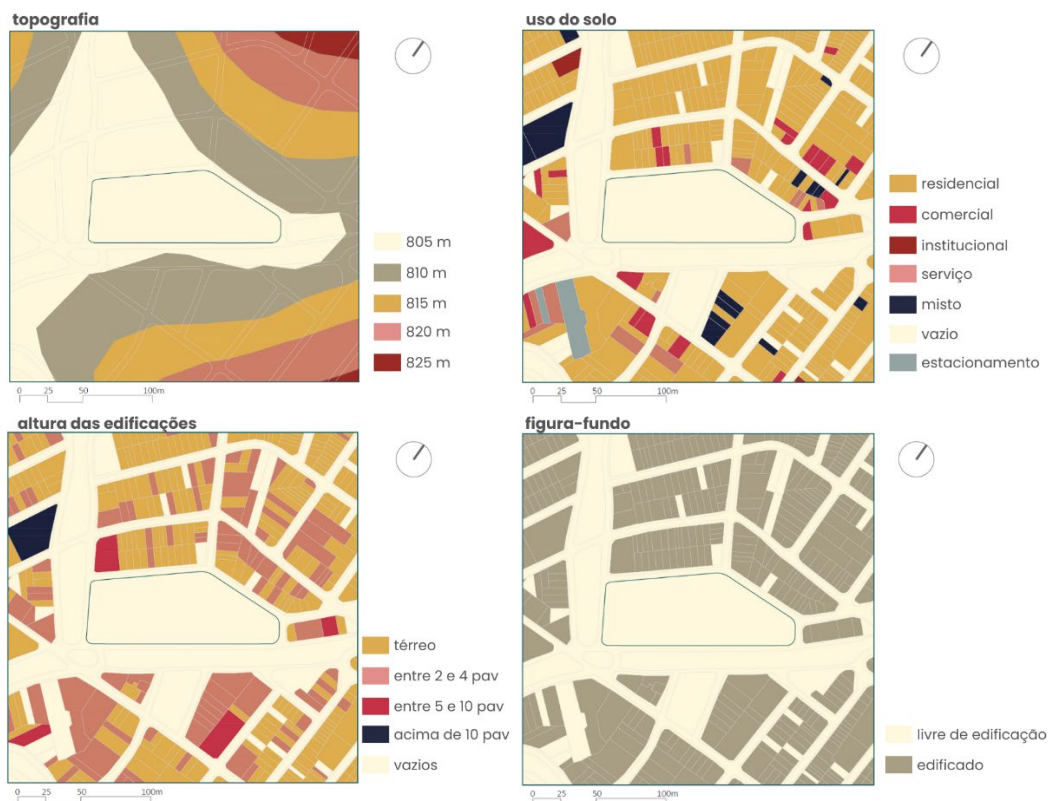 topografia
805 m
810 m
815 m
820 m
825 m
0 25 50 100m
uso do solo
residencial
comercial
institucional
serviço
misto
vazio
estacionamento
0 25 50 100m
altura das edificações
térreo
entre 2 e 4 pav
entre 5 e 10 pav
acima de 10 pav
vazios
0 25 50 100m
figura-fundo
livre de edificação
edificado
0 25 50 100m